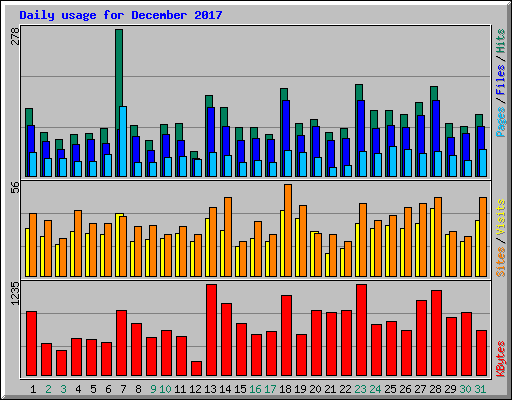 Daily usage for December 2017
278
Pages / Files / Hits
56
Sites / Visits
1235
KBytes
1 2 3 4 5 6 7 8 9 10 11 12 13 14 15 16 17 18 19 20 21 22 23 24 25 26 27 28 29 30 31